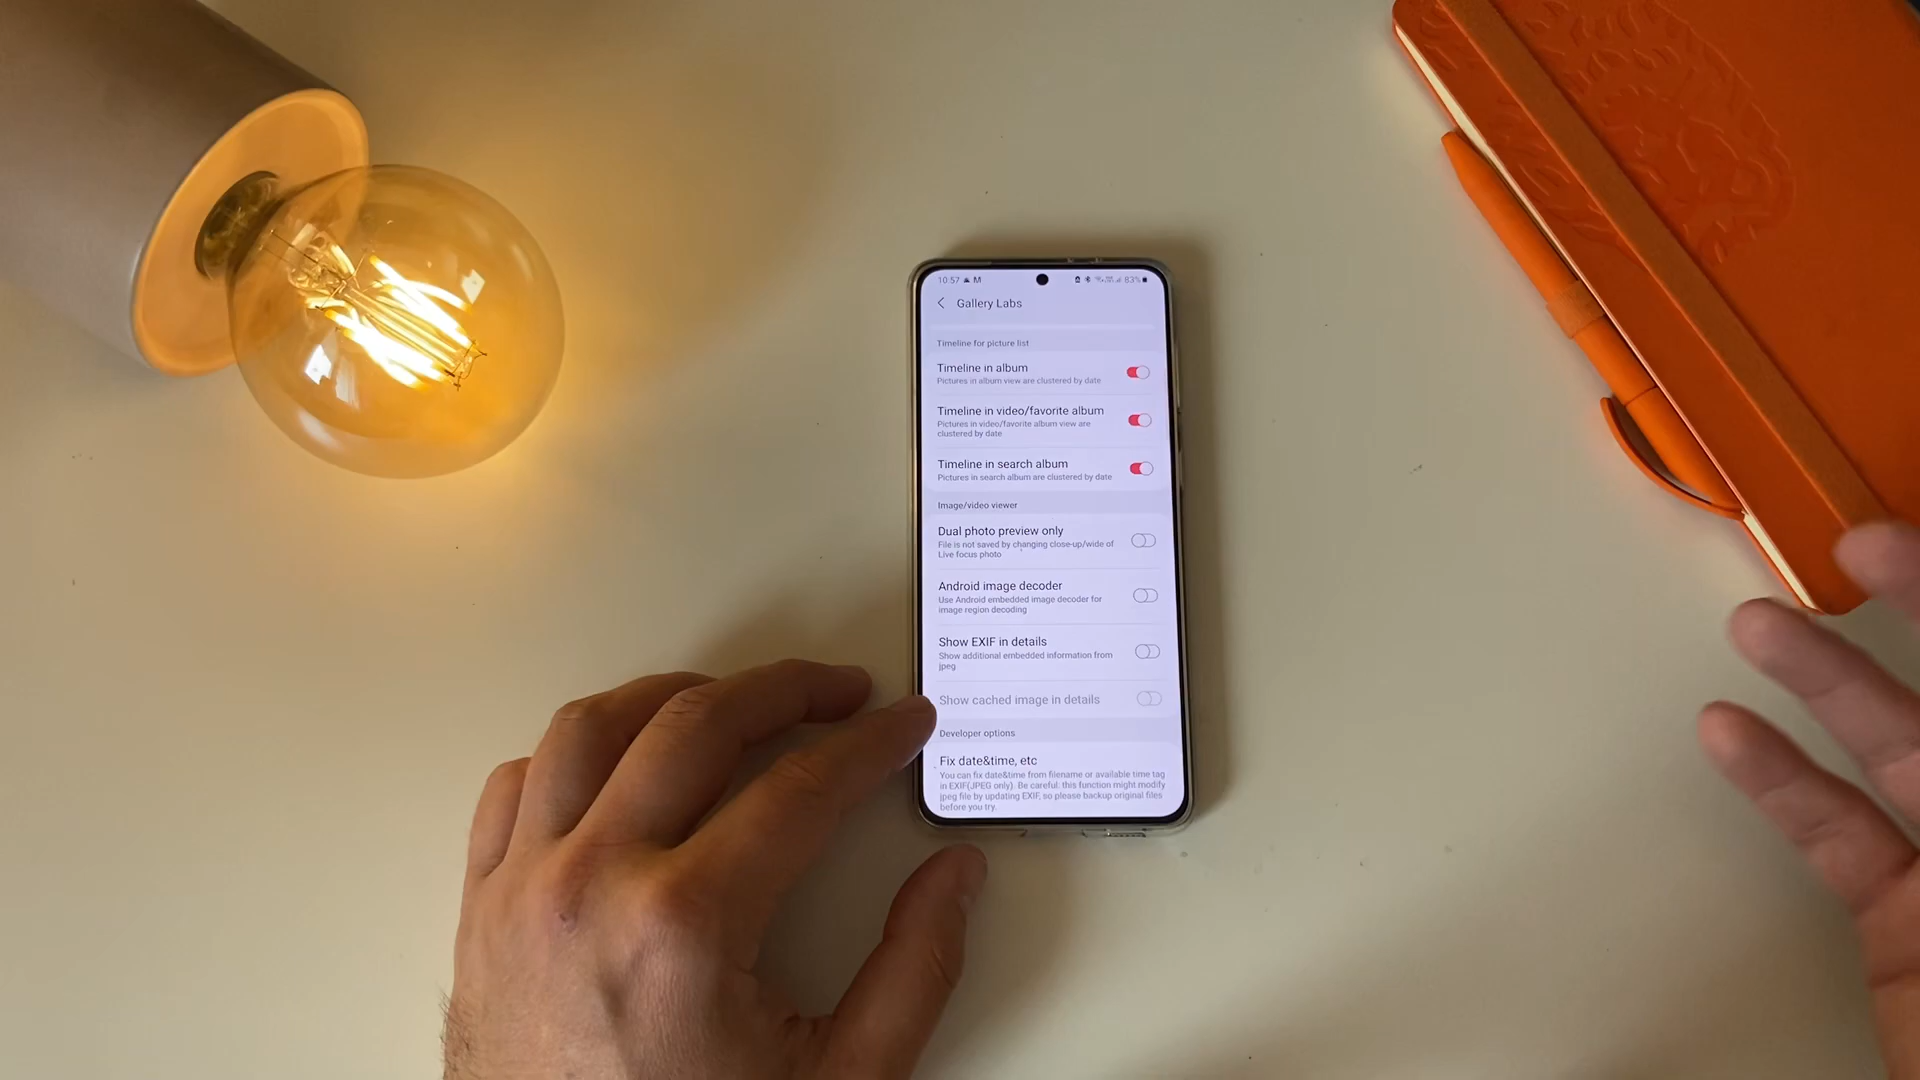 10:57 M 83%
Gallery Labs
Timeline for picture list
Timeline in album
Pictures in album view are clustered by date
Timeline in video/favorite album
Pictures in video/favorite album view are
clustered by date
Timeline in search album
Pictures in search album are clustered by date
Image/video viewer
Dual photo preview only
File is not saved by changing close-up/wide of
Live focus photo
Android image decoder
Use Android embedded image decoder for
image region decoding
Show EXIF in details
Show additional embedded information from
jpeg
Show cached image in details
Developer options
Fix date&time, etc
You can fix date&time from filename or available time tag
in EXIF(JPEG only). Be careful: this function might modify
jpeg file by updating EXIF, so please backup original files
before you try.